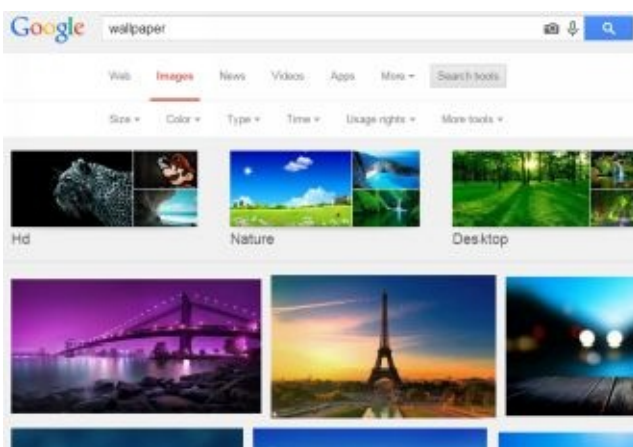 Google wallpaper
Web Images News Videos Apps More Search tools
Size Color Type Time Usage rights More tools
Hd Nature Desktop